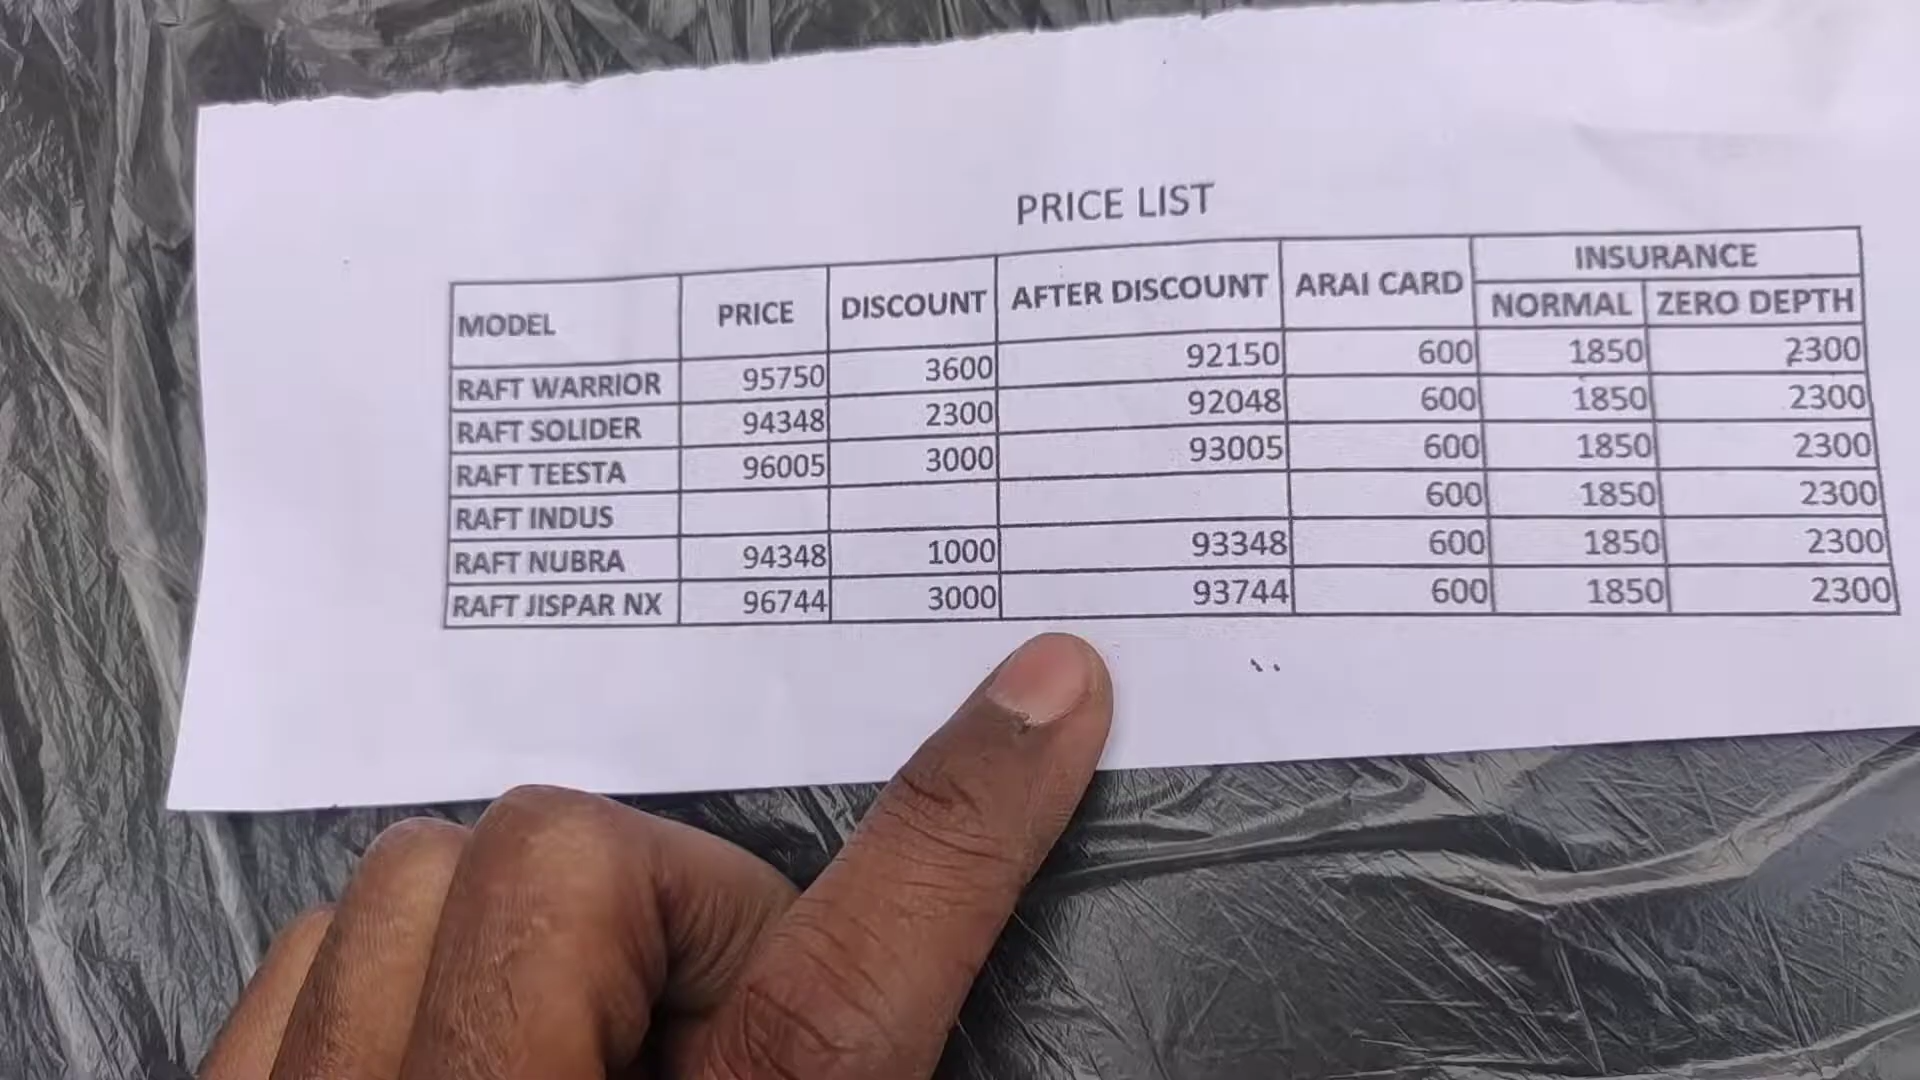 PRICE LIST
MODEL PRICE DISCOUNT AFTER DISCOUNT ARAI CARD INSURANCE
NORMAL ZERO DEPTH
RAFT WARRIOR 95750 3600 92150 600 1850 2300
RAFT SOLIDER 94348 2300 92048 600 1850 2300
RAFT TEESTA 96005 3000 93005 600 1850 2300
RAFT INDUS 600 1850 2300
RAFT NUBRA 94348 1000 93348 600 1850 2300
RAFT JISPAR NX 96744 3000 93744 600 1850 2300